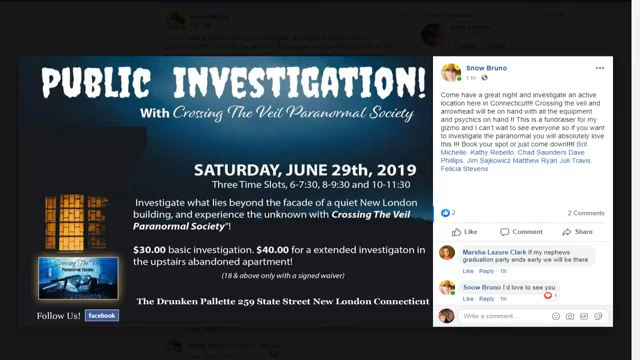 PUBLIC INVESTIGATION!
With Crossing The Veil Paranormal Society
SATURDAY, JUNE 29th, 2019
Three Time Slots, 6-7:30, 8-9:30 and 10-11:30
Investigate what lies beyond the facade of a quiet New London
building, and experience the unknown with Crossing The Veil
Paranormal Society"!
$30.00 basic investigation. $40.00 for a extended investigaton in
the upstairs abandoned apartment!
(18 & above only with a signed waiver)
The Drunken Pallette 259 State Street New London Connecticut
Follow Us! facebook
Snow Bruno
1 hr
Come have a great night and investigate an active
location here in Connecticut!!!! Crossing the veil and
arrowhead will be on hand with all the equipment
and psychics on hand !! This is a fundraiser for my
gizmo and I can't wait to see everyone so if you want
to investigate the paranormal you will absolutely love
this !!! Book your spot or just come down!!!!! Brit
Michelle, Kathy Rebello, Chad Saunders Dave
Phillips, Jim Sajkowicz Matthew Ryan Juli Travis
Felicia Stevens
2
2 Comments
Like Comment Share
Marsha Lazure Clark If my nephews
graduation party ends early we will be there
Like Reply 1h
Snow Bruno I'd love to see you
1
Like Reply 1h
Write a comment...